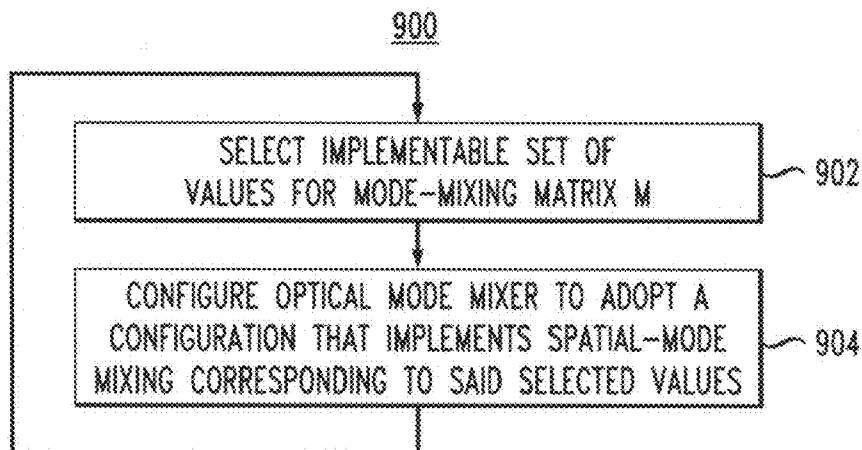 900
SELECT IMPLEMENTABLE SET OF
VALUES FOR MODE-MIXING MATRIX M
902
CONFIGURE OPTICAL MODE MIXER TO ADOPT A
CONFIGURATION THAT IMPLEMENTS SPATIAL-MODE
MIXING CORRESPONDING TO SAID SELECTED VALUES
904